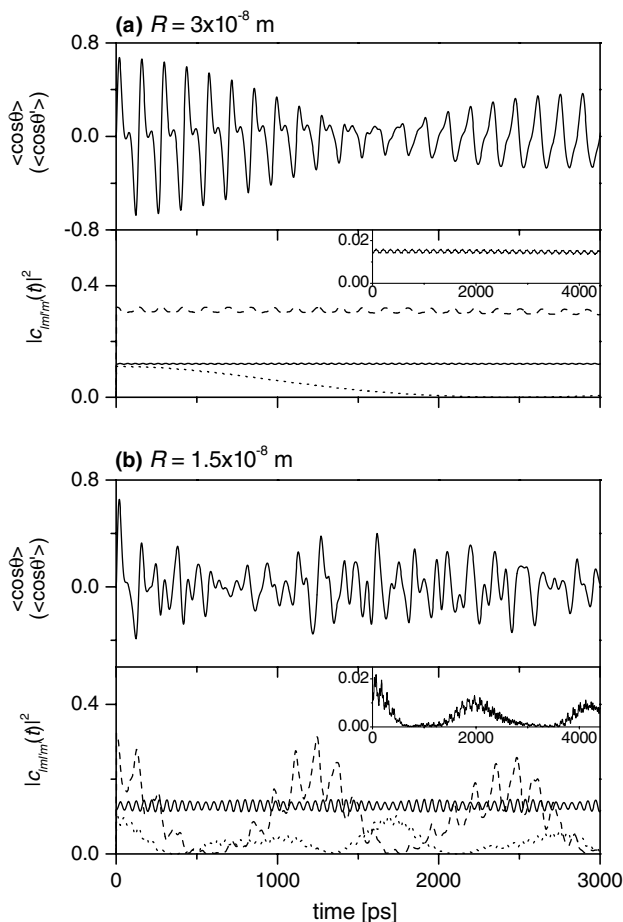 (a) R = 3x10⁻⁸ m
0.8
0.0
-0.8
<cosθ>
(<cosθ'>)
0.02
0.00
0 2000 4000
0.4
0.0
|c_{lml'm'}(t)|²
(b) R = 1.5x10⁻⁸ m
0.8
0.0
<cosθ>
(<cosθ'>)
0.02
0.00
0 2000 4000
0.4
0.0
|c_{lml'm'}(t)|²
0 1000 2000 3000
time [ps]